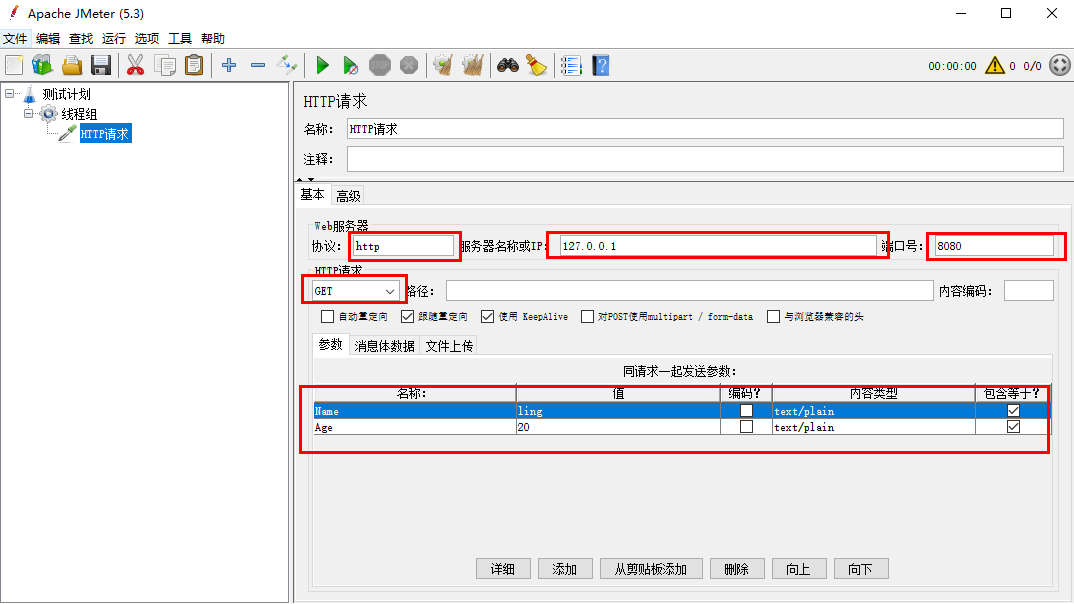 Apache JMeter (5.3)
文件 编辑 查找 运行 选项 工具 帮助
STOP ? 00:00:00 0 0/0
测试计划
线程组
HTTP请求
HTTP请求
名称: HTTP请求
注释:
基本 高级
Web服务器
协议: http 服务器名称或IP: 127.0.0.1 端口号: 8080
HTTP请求
GET 路径: 内容编码:
自动重定向 跟随重定向 使用 KeepAlive 对POST使用multipart / form-data 与浏览器兼容的头
参数 消息体数据 文件上传
同请求一起发送参数:
名称: 值 编码? 内容类型 包含等于?
Name ling text/plain
Age 20 text/plain
详细 添加 从剪贴板添加 删除 向上 向下